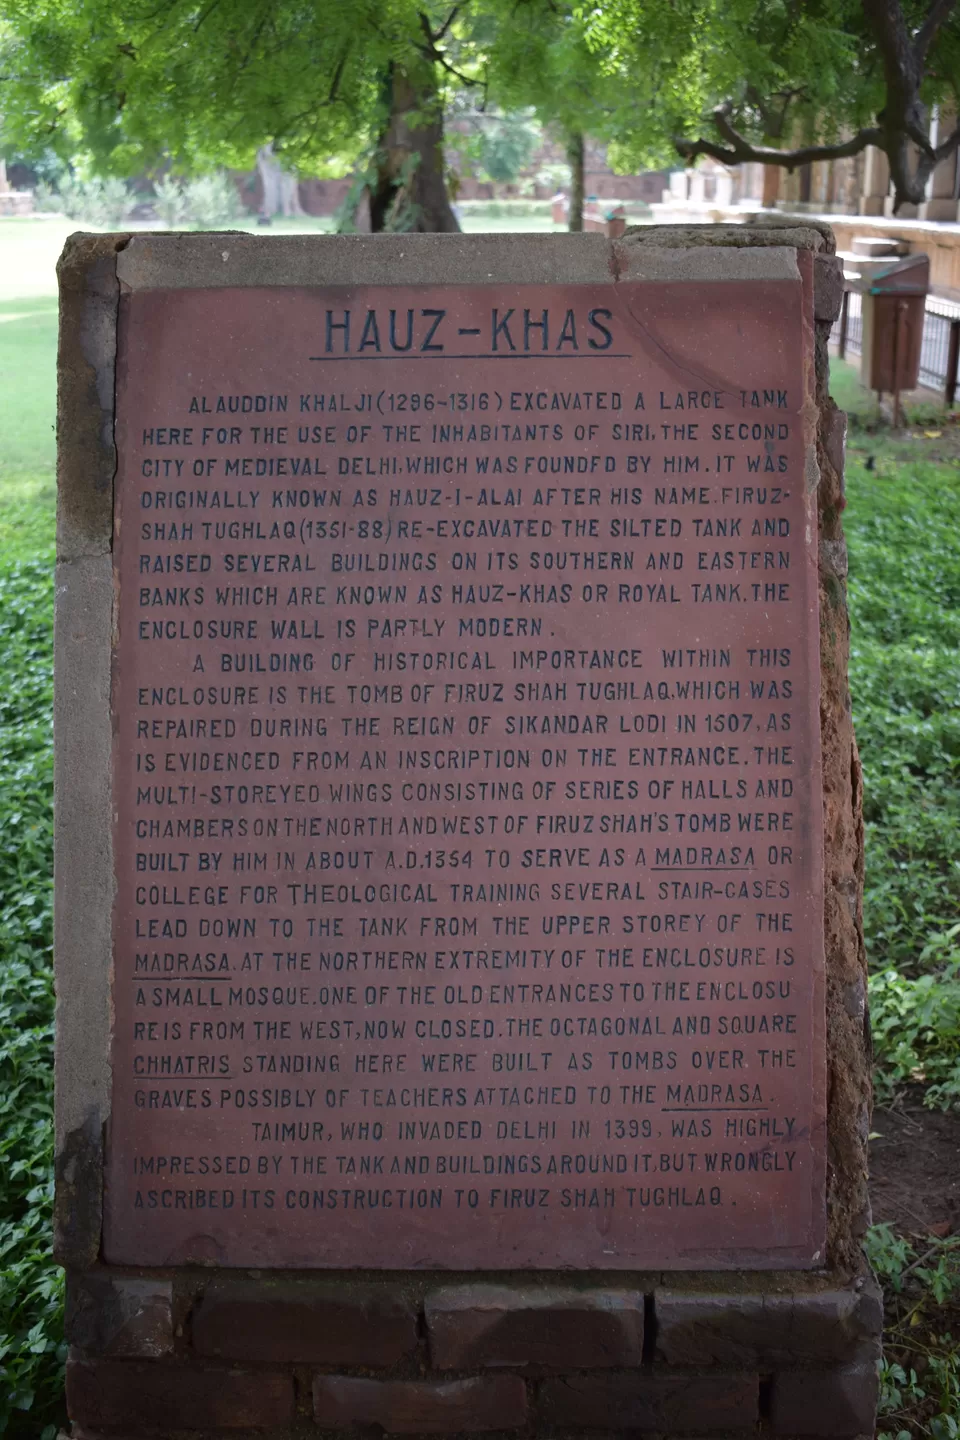 HAUZ-KHAS
ALAUDDIN KHALJI(1296-1316) EXCAVATED A LARGE TANK
HERE FOR THE USE OF THE INHABITANTS OF SIRI, THE SECOND
CITY OF MEDIEVAL DELHI, WHICH WAS FOUNDED BY HIM. IT WAS
ORIGINALLY KNOWN AS HAUZ-I-ALAI AFTER HIS NAME. FIRUZ-
SHAH TUGHLAQ(1351-88) RE-EXCAVATED THE SILTED TANK AND
RAISED SEVERAL BUILDINGS ON ITS SOUTHERN AND EASTERN
BANKS WHICH ARE KNOWN AS HAUZ-KHAS OR ROYAL TANK. THE
ENCLOSURE WALL IS PARTLY MODERN.
A BUILDING OF HISTORICAL IMPORTANCE WITHIN THIS
ENCLOSURE IS THE TOMB OF FIRUZ SHAH TUGHLAQ, WHICH WAS
REPAIRED DURING THE REIGN OF SIKANDAR LODI IN 1507, AS
IS EVIDENCED FROM AN INSCRIPTION ON THE ENTRANCE. THE
MULTI-STOREYED WINGS CONSISTING OF SERIES OF HALLS AND
CHAMBERS ON THE NORTH AND WEST OF FIRUZ SHAH'S TOMB WERE
BUILT BY HIM IN ABOUT A.D.1354 TO SERVE AS A MADRASA OR
COLLEGE FOR THEOLOGICAL TRAINING SEVERAL STAIR-CASES
LEAD DOWN TO THE TANK FROM THE UPPER STOREY OF THE
MADRASA. AT THE NORTHERN EXTREMITY OF THE ENCLOSURE IS
A SMALL MOSQUE. ONE OF THE OLD ENTRANCES TO THE ENCLOSU
RE IS FROM THE WEST, NOW CLOSED. THE OCTAGONAL AND SQUARE
CHHATRIS STANDING HERE WERE BUILT AS TOMBS OVER THE
GRAVES POSSIBLY OF TEACHERS ATTACHED TO THE MADRASA.
TAIMUR, WHO INVADED DELHI IN 1399, WAS HIGHLY
IMPRESSED BY THE TANK AND BUILDINGS AROUND IT, BUT WRONGLY
ASCRIBED ITS CONSTRUCTION TO FIRUZ SHAH TUGHLAQ.